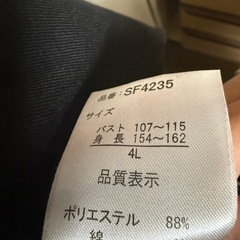 品番:SF4235
サイズ
バスト 107〜115
身長 154〜162
4L
品質表示
ポリエステル 88%
綿